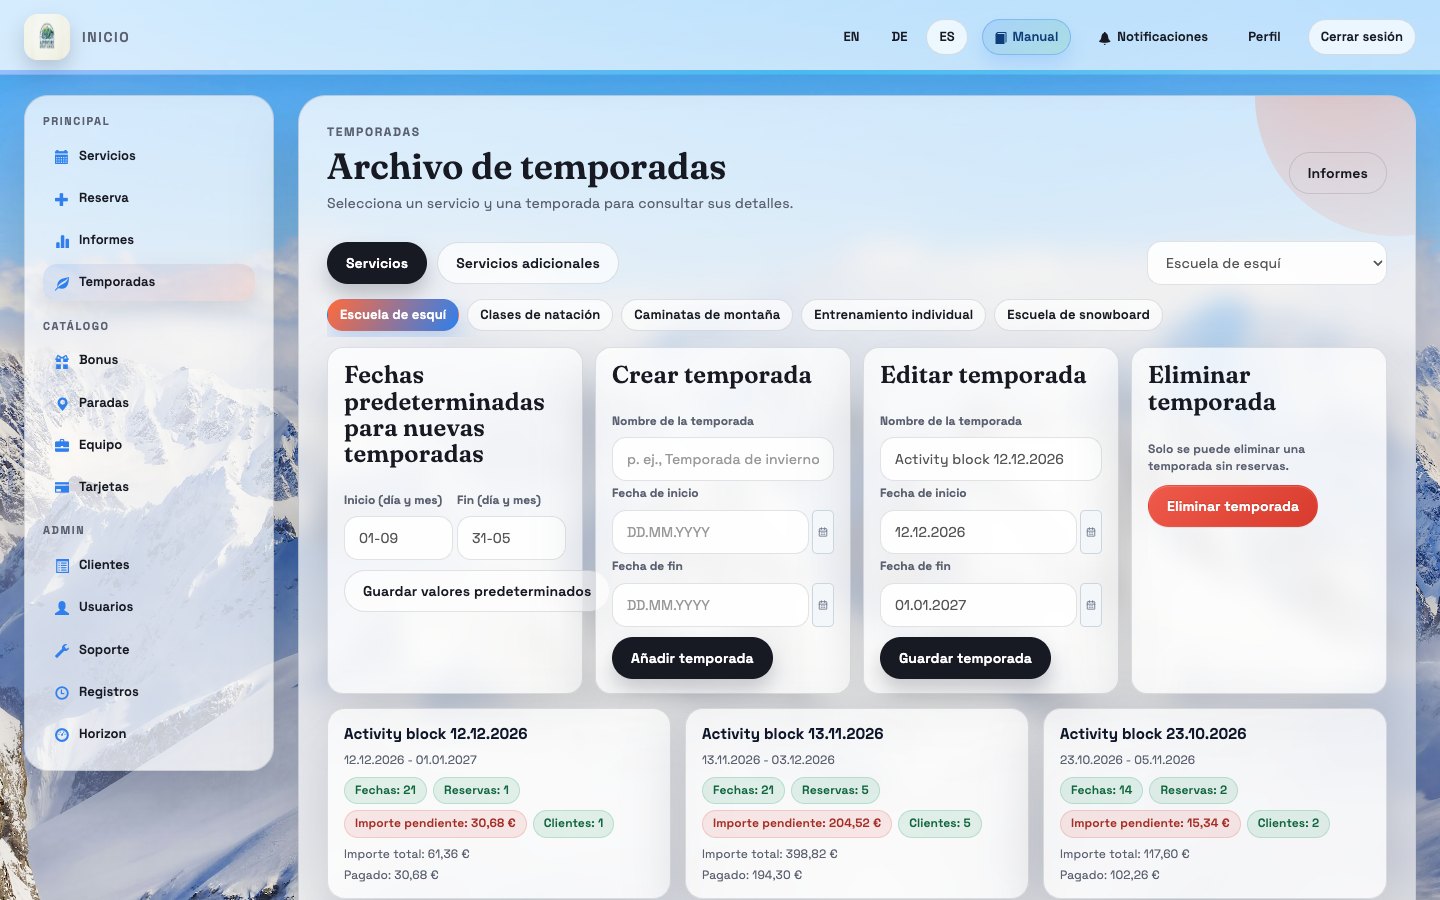 INICIO
EN
DE
ES
Manual
Notificaciones
Perfil
Cerrar sesión
PRINCIPAL
Servicios
Reserva
Informes
Temporadas
CATÁLOGO
Bonus
Paradas
Equipo
Tarjetas
ADMIN
Clientes
Usuarios
Soporte
Registros
Horizon
TEMPORADAS
Archivo de temporadas
Selecciona un servicio y una temporada para consultar sus detalles.
Informes
Servicios
Servicios adicionales
Escuela de esquí
Escuela de esquí
Clases de natación
Caminatas de montaña
Entrenamiento individual
Escuela de snowboard
Fechas
predeterminadas
para nuevas
temporadas
Inicio (día y mes)
Fin (día y mes)
01-09
31-05
Guardar valores predeterminados
Crear temporada
Nombre de la temporada
p. ej., Temporada de invierno
Fecha de inicio
DD.MM.YYYY
Fecha de fin
DD.MM.YYYY
Añadir temporada
Editar temporada
Nombre de la temporada
Activity block 12.12.2026
Fecha de inicio
12.12.2026
Fecha de fin
01.01.2027
Guardar temporada
Eliminar
temporada
Solo se puede eliminar una
temporada sin reservas.
Eliminar temporada
Activity block 12.12.2026
12.12.2026 - 01.01.2027
Fechas: 21
Reservas: 1
Importe pendiente: 30,68 €
Clientes: 1
Importe total: 61,36 €
Pagado: 30,68 €
Activity block 13.11.2026
13.11.2026 - 03.12.2026
Fechas: 21
Reservas: 5
Importe pendiente: 204,52 €
Clientes: 5
Importe total: 398,82 €
Pagado: 194,30 €
Activity block 23.10.2026
23.10.2026 - 05.11.2026
Fechas: 14
Reservas: 2
Importe pendiente: 15,34 €
Clientes: 2
Importe total: 117,60 €
Pagado: 102,26 €